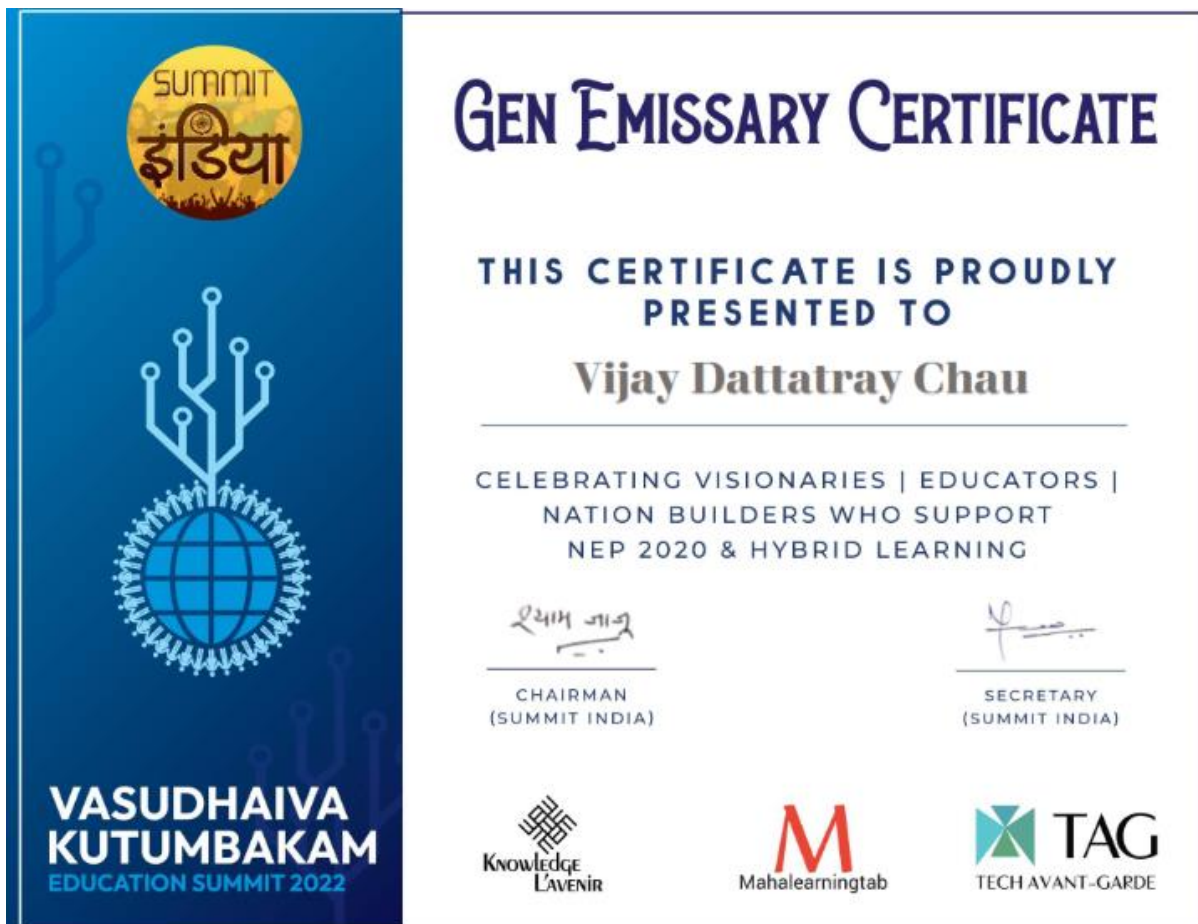 SUMMIT
इंडिया
VASUDHAIVA
KUTUMBAKAM
EDUCATION SUMMIT 2022
GEN EMISSARY CERTIFICATE
THIS CERTIFICATE IS PROUDLY
PRESENTED TO
Vijay Dattatray Chau
CELEBRATING VISIONARIES | EDUCATORS |
NATION BUILDERS WHO SUPPORT
NEP 2020 & HYBRID LEARNING
श्याम जाजू
CHAIRMAN
(SUMMIT INDIA)
SECRETARY
(SUMMIT INDIA)
KNOWLEDGE
L'AVENIR
M
Mahalearningtab
TAG
TECH AVANT-GARDE